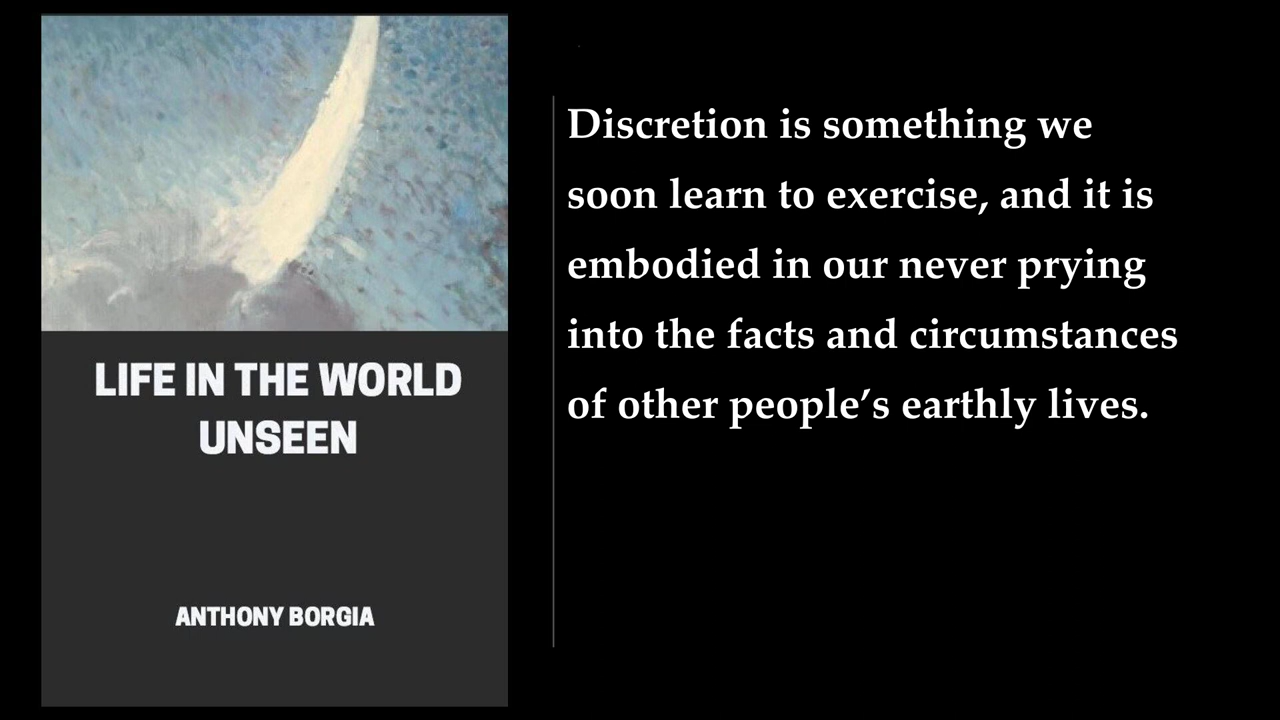 LIFE IN THE WORLD
UNSEEN
ANTHONY BORGIA
Discretion is something we
soon learn to exercise, and it is
embodied in our never prying
into the facts and circumstances
of other people’s earthly lives.